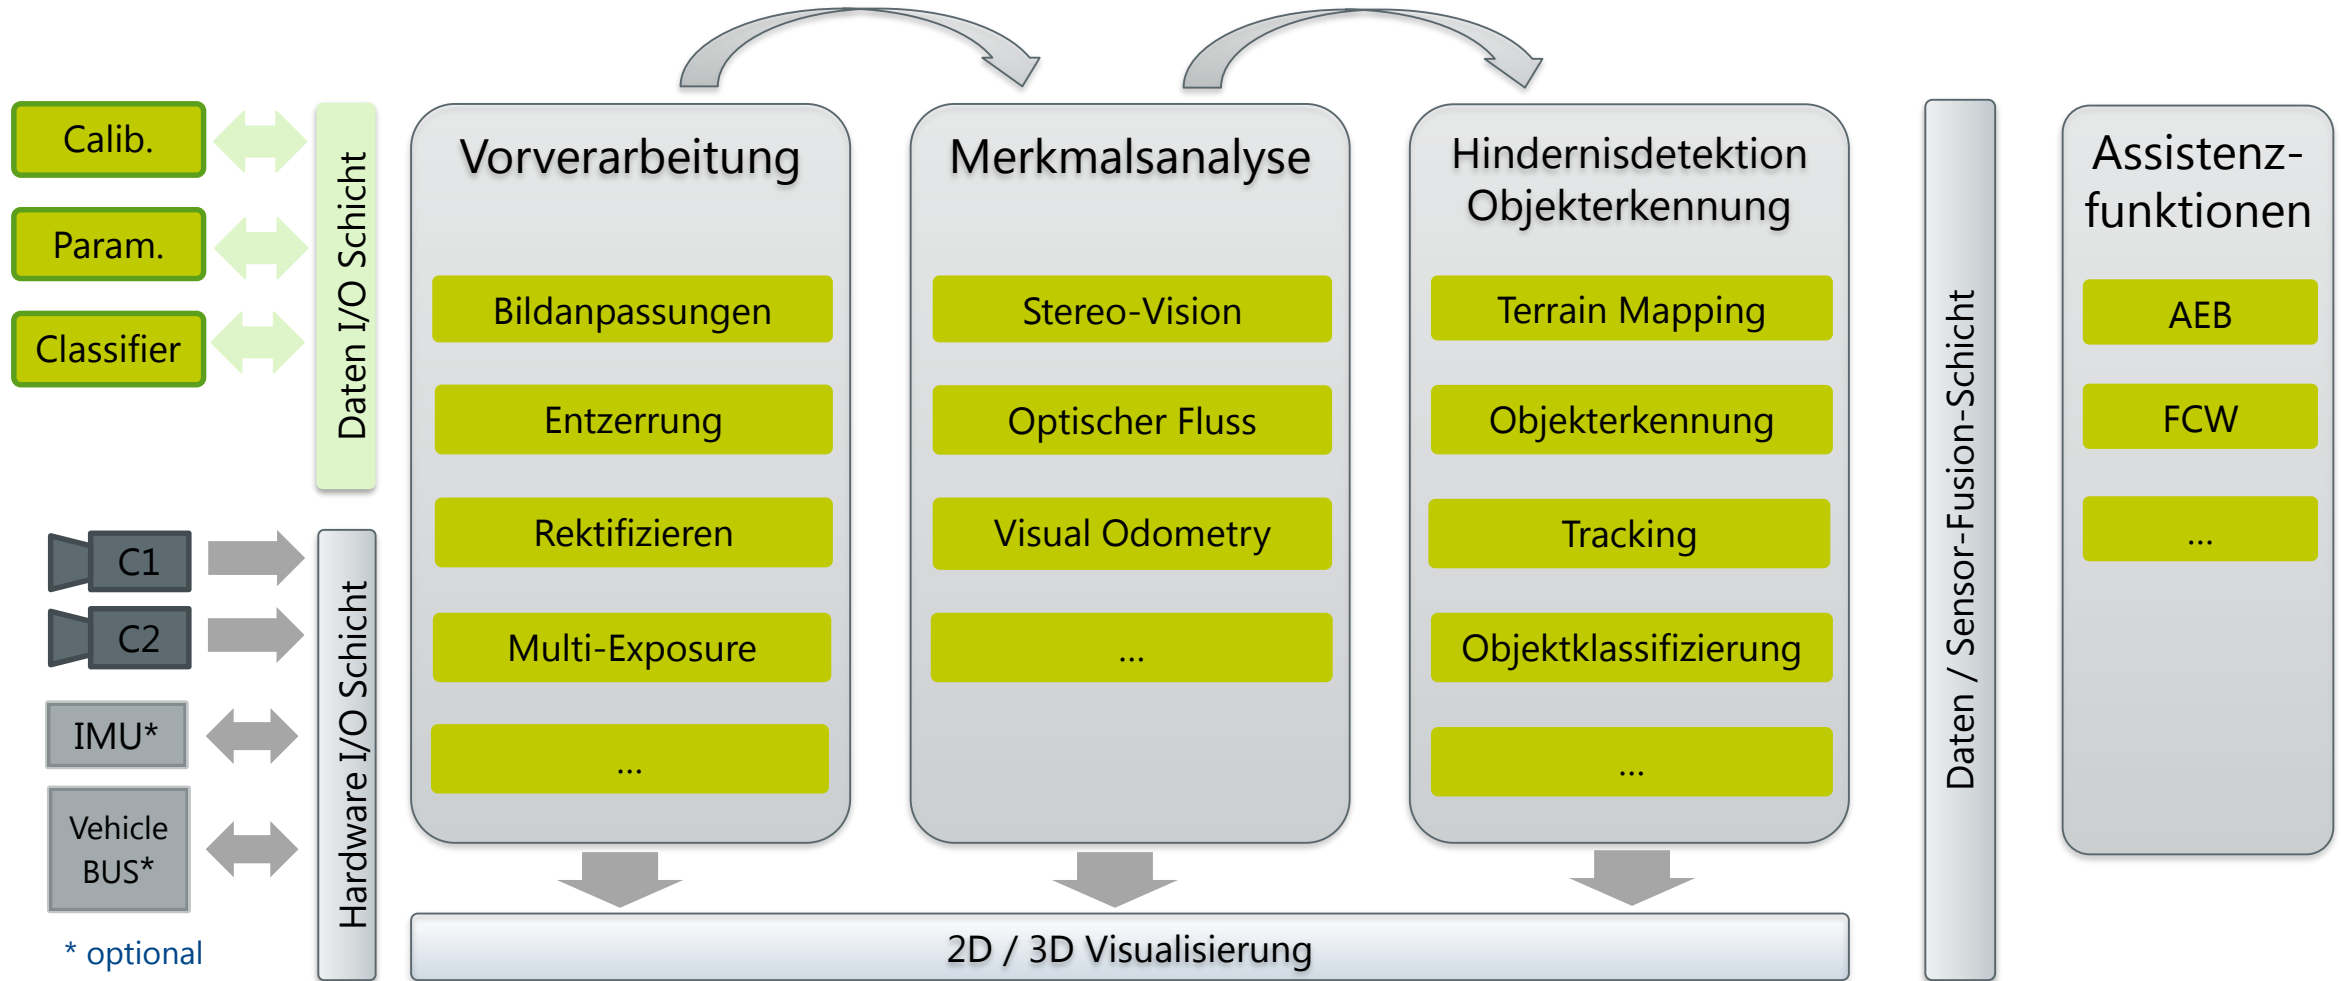 Calib.
Param.
Classifier
Daten I/O Schicht
C1
C2
IMU*
Vehicle
BUS*
* optional
Hardware I/O Schicht
Vorverarbeitung
Bildanpassungen
Entzerrung
Rektifizieren
Multi-Exposure
...
Merkmalsanalyse
Stereo-Vision
Optischer Fluss
Visual Odometry
...
Hindernisdetektion
Objekterkennung
Terrain Mapping
Objekterkennung
Tracking
Objektklassifizierung
...
2D / 3D Visualisierung
Daten / Sensor-Fusion-Schicht
Assistenz-
funktionen
AEB
FCW
...